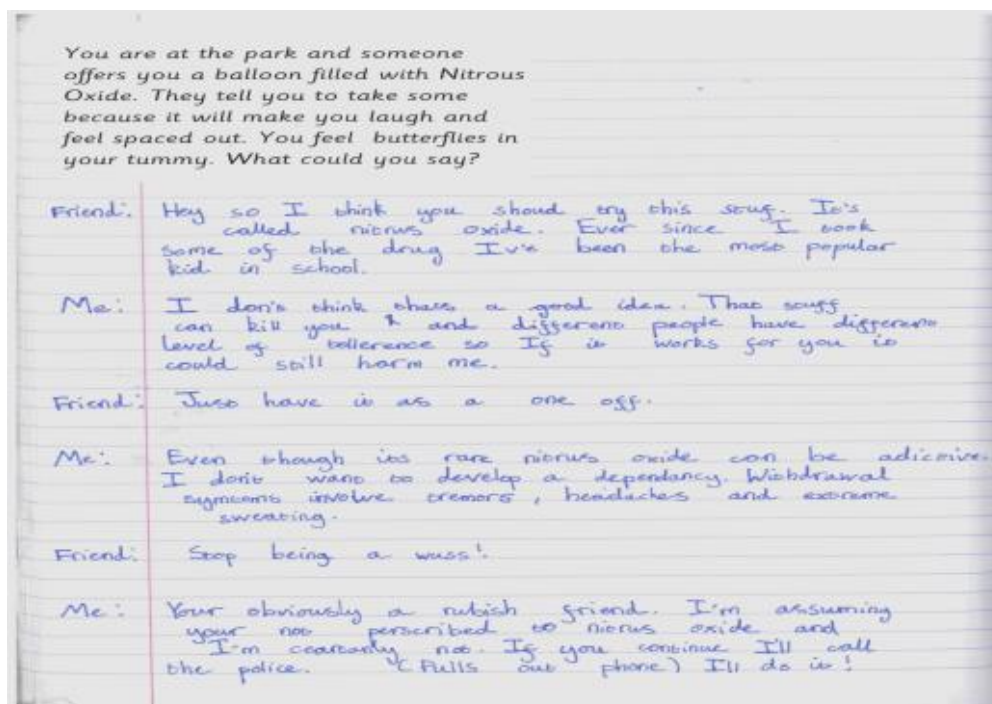 You are at the park and someone
offers you a balloon filled with Nitrous
Oxide. They tell you to take some
because it will make you laugh and
feel spaced out. You feel butterflies in
your tummy. What could you say?
Friend: Hey so I think you shoud try this stuf. It's
called nitrus oxide. Ever since I took
some of the drug Iv'e been the most popular
kid in school.
Me: I don't think thats a good idea. That stuff
can kill you and different people have different
level of tollerence so If it works for you it
could still harm me.
Friend: Just have it as a one off.
Me: Even though its rare nitrus oxide can be adictive.
I dont want to develop a dependancy. Withdrawal
symtoms involve tremors, headaches and extreme
sweating.
Friend: Stop being a wuss!
Me: Your obviously a rubish friend. I'm assuming
your not perscribed to nitrus oxide and
I'm ceartanly not. If you continue I'll call
the police. (Pulls out phone) I'll do it!